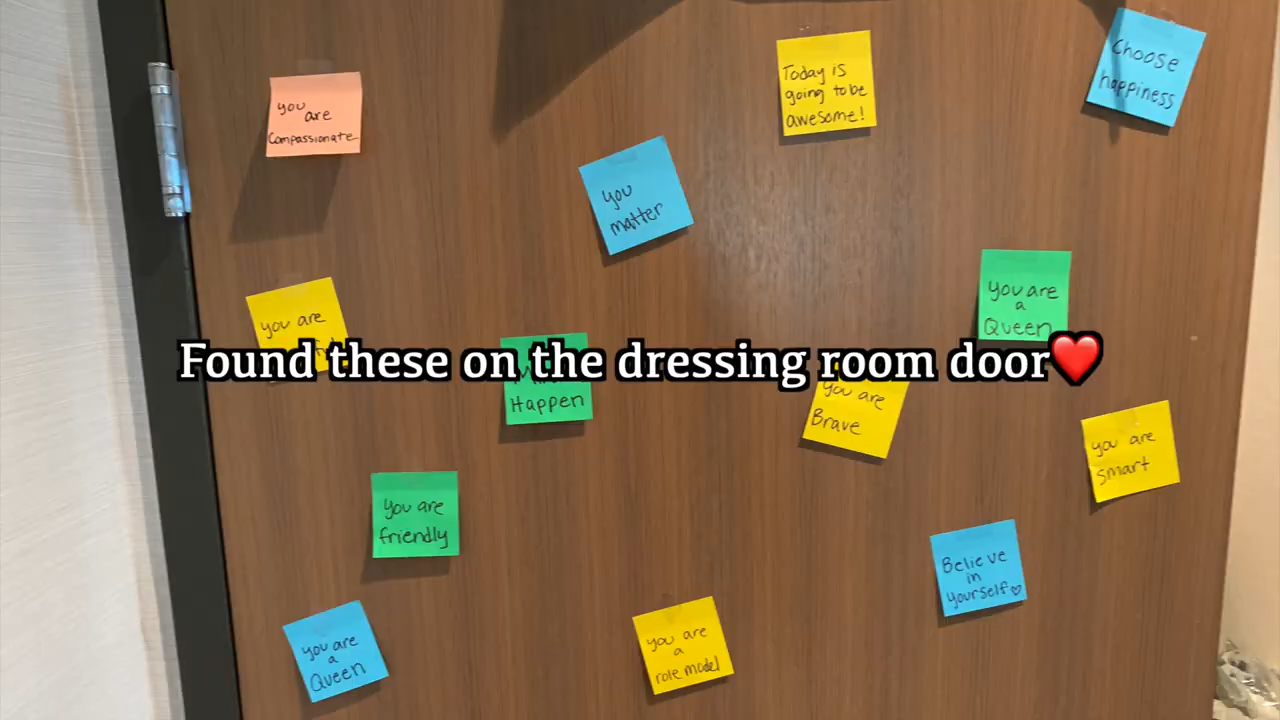 Choose
happiness
Today is
going to be
awesome!
you
are
Compassionate
you
matter
you are
a
Queen
you are
Found these on the dressing room door❤️
Happen
you are
Brave
you are
smart
you are
friendly
Believe
in
yourself♡
you are
a
role model
you are
a
Queen